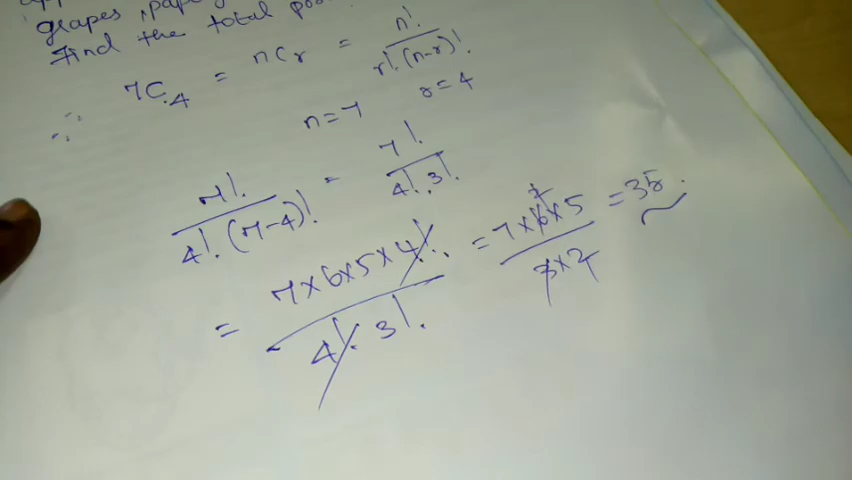 grapes, pap
Find the total po
∴ 7C4 = nCr = n!/r!.(n-r)!
n=7 r=4
7!/4!.(7-4)! = 7!/4!.3!
= 7×6×5×4!/4!.3! = 7×6×5/3×2 = 35.